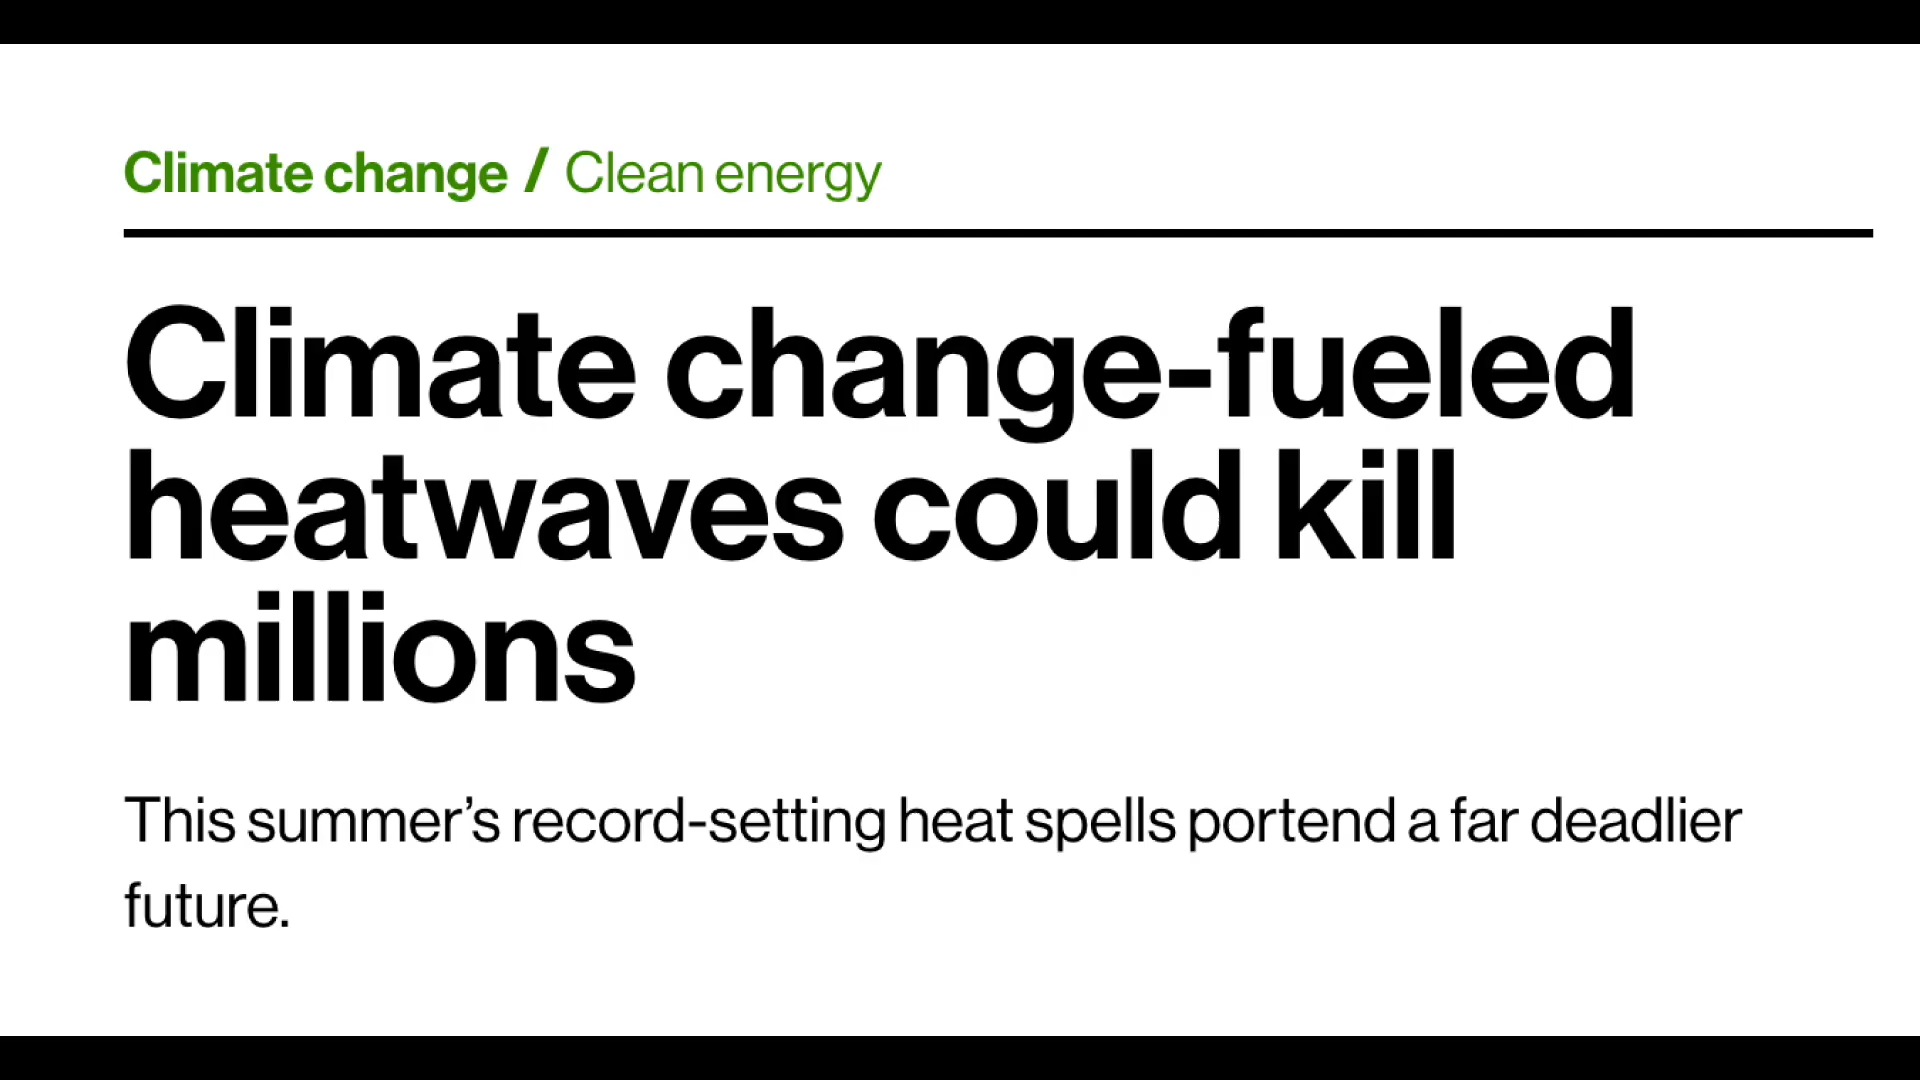 Climate change / Clean energy
Climate change-fueled
heatwaves could kill
millions
This summer’s record-setting heat spells portend a far deadlier
future.